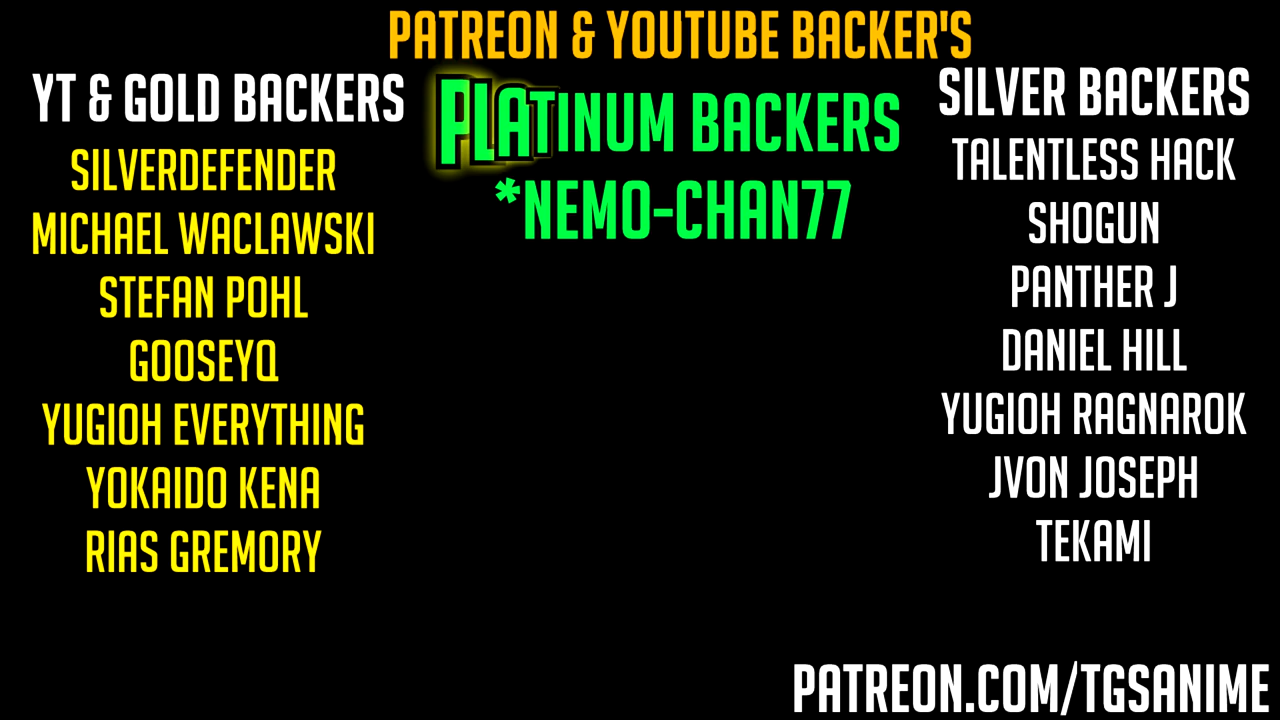 PATREON & YOUTUBE BACKER'S
YT & GOLD BACKERS
SILVERDEFENDER
MICHAEL WACLAWSKI
STEFAN POHL
GOOSEYQ
YUGIOH EVERYTHING
YOKAIDO KENA
RIAS GREMORY
PLATINUM BACKERS
*NEMO-CHAN77
SILVER BACKERS
TALENTLESS HACK
SHOGUN
PANTHER J
DANIEL HILL
YUGIOH RAGNAROK
JVON JOSEPH
TEKAMI
PATREON.COM/TGSANIME